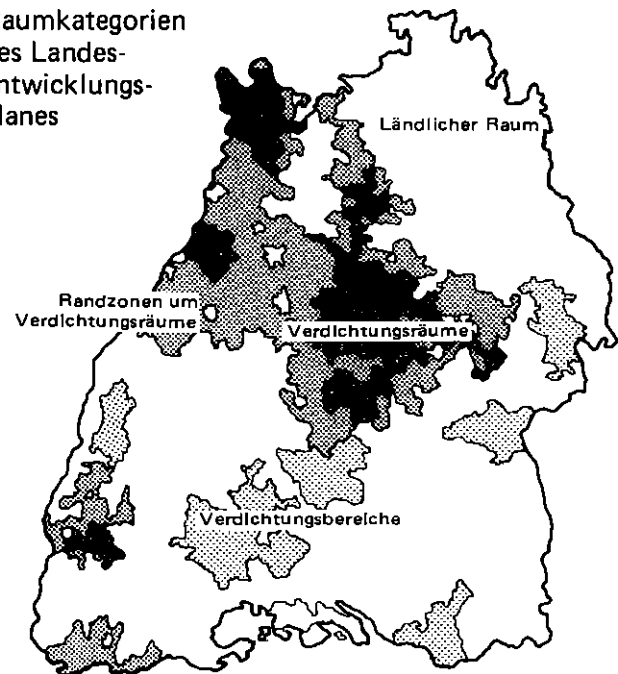 aumkategorien
es Landes-
ntwicklungs-
lanes
Ländlicher Raum
Randzonen um
Verdichtungsräume
Verdichtungsräume
Verdichtungsbereiche